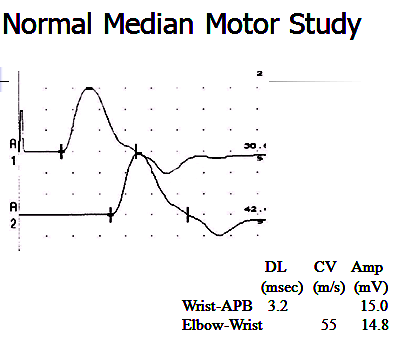 Normal Median Motor Study
2
A
1
30.
5
A
2
42.
DL CV Amp
(msec) (m/s) (mV)
Wrist-APB 3.2 15.0
Elbow-Wrist 55 14.8